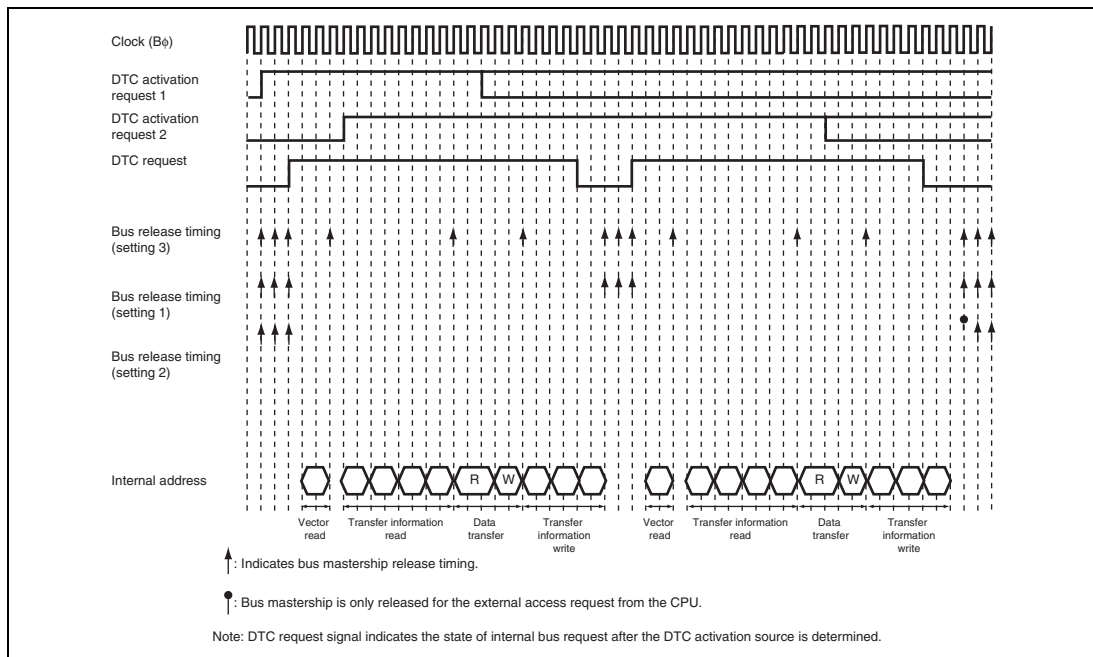 Clock (Bϕ)
DTC activation
request 1
DTC activation
request 2
DTC request
Bus release timing
(setting 3)
Bus release timing
(setting 1)
Bus release timing
(setting 2)
Internal address
R
W
R
W
Vector
read
Transfer information
read
Data
transfer
Transfer
information
write
Vector
read
Transfer information
read
Data
transfer
Transfer
information
write
: Indicates bus mastership release timing.
: Bus mastership is only released for the external access request from the CPU.
Note: DTC request signal indicates the state of internal bus request after the DTC activation source is determined.